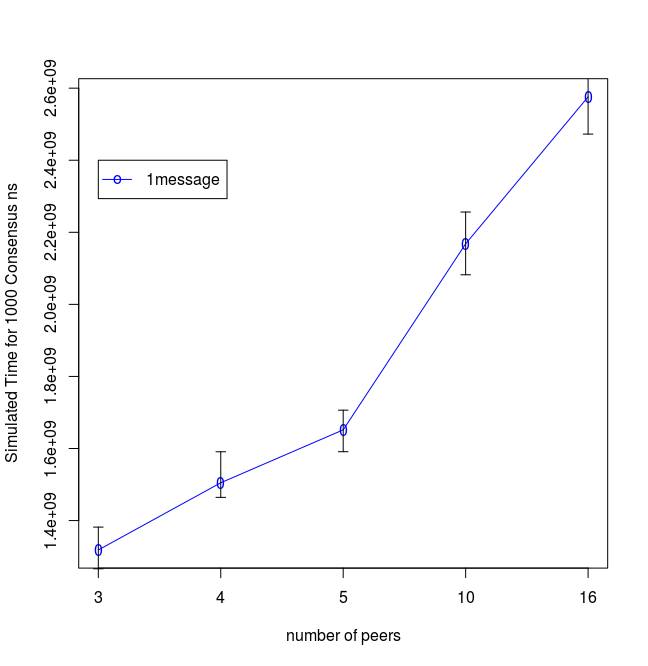 2.6e+09
2.4e+09
2.2e+09
2.0e+09
1.8e+09
1.6e+09
1.4e+09
Simulated Time for 1000 Consensus ns
1message
3 4 5 10 16
number of peers